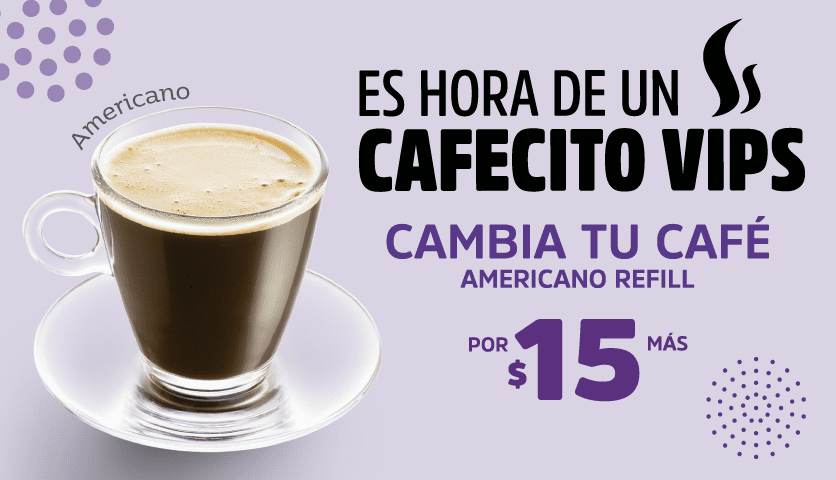 Americano
ES HORA DE UN
CAFECITO VIPS
CAMBIA TU CAFÉ
AMERICANO REFILL
POR $15 MÁS